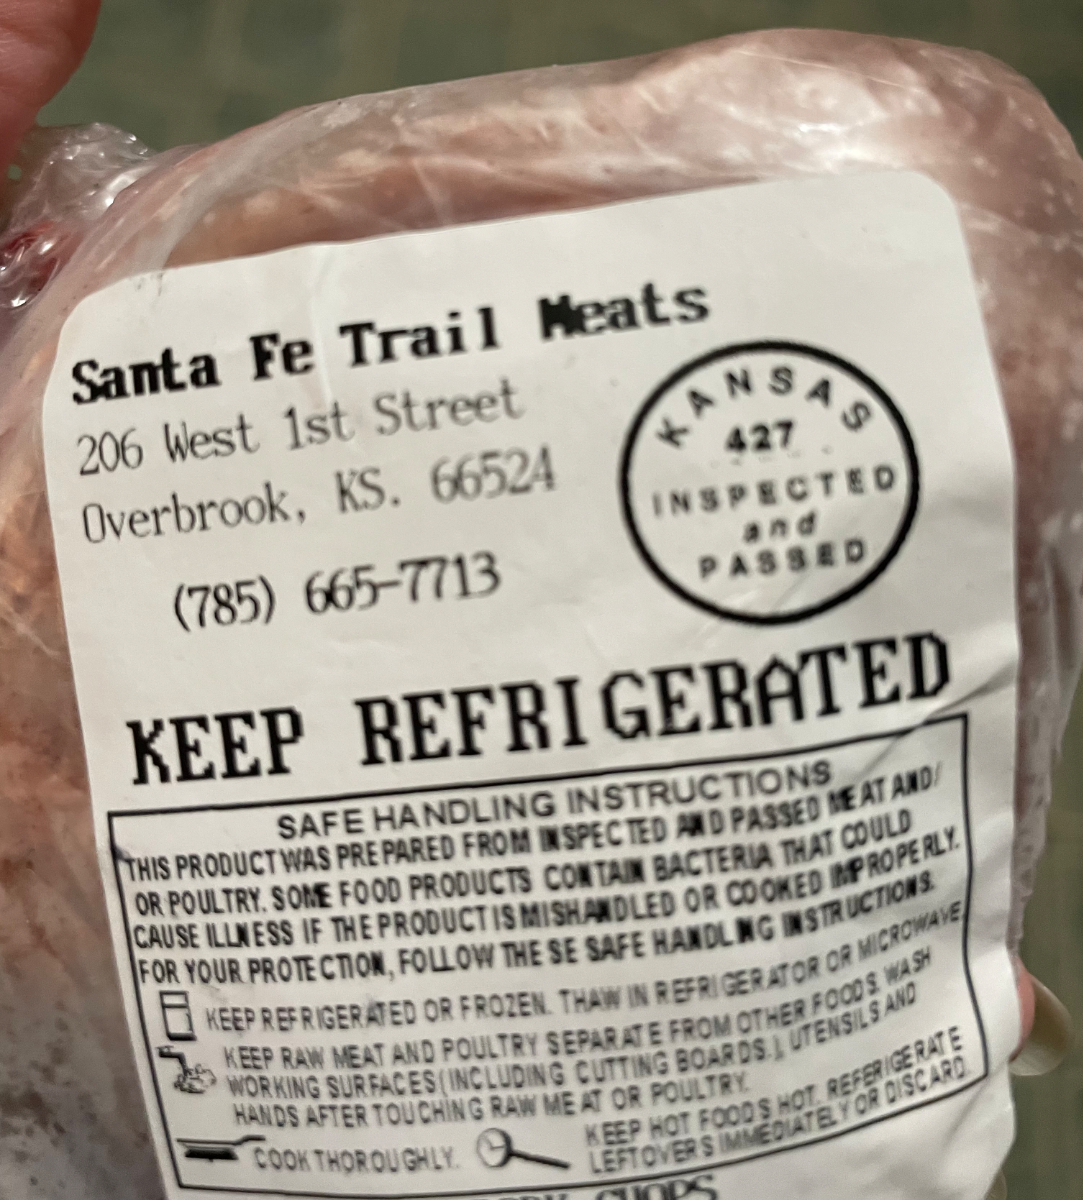 Santa Fe Trail Meats
206 West 1st Street
Overbrook, KS. 66524
(785) 665-7713
KANSAS
427
INSPECTED
and
PASSED
KEEP REFRIGERATED
SAFE HANDLING INSTRUCTIONS
THIS PRODUCT WAS PREPARED FROM INSPECTED AND PASSED MEAT AND/
OR POULTRY. SOME FOOD PRODUCTS CONTAIN BACTERIA THAT COULD
CAUSE ILLNESS IF THE PRODUCT IS MISHANDLED OR COOKED IMPROPERLY.
FOR YOUR PROTECTION, FOLLOW THESE SAFE HANDLING INSTRUCTIONS.
KEEP REFRIGERATED OR FROZEN. THAW IN REFRIGERATOR OR MICROWAVE.
KEEP RAW MEAT AND POULTRY SEPARATE FROM OTHER FOODS. WASH
WORKING SURFACES (INCLUDING CUTTING BOARDS.), UTENSILS AND
HANDS AFTER TOUCHING RAW MEAT OR POULTRY.
COOK THOROUGHLY.
KEEP HOT FOODS HOT. REFERIGERATE
LEFTOVERS IMMEDIATELY OR DISCARD.
CHOPS